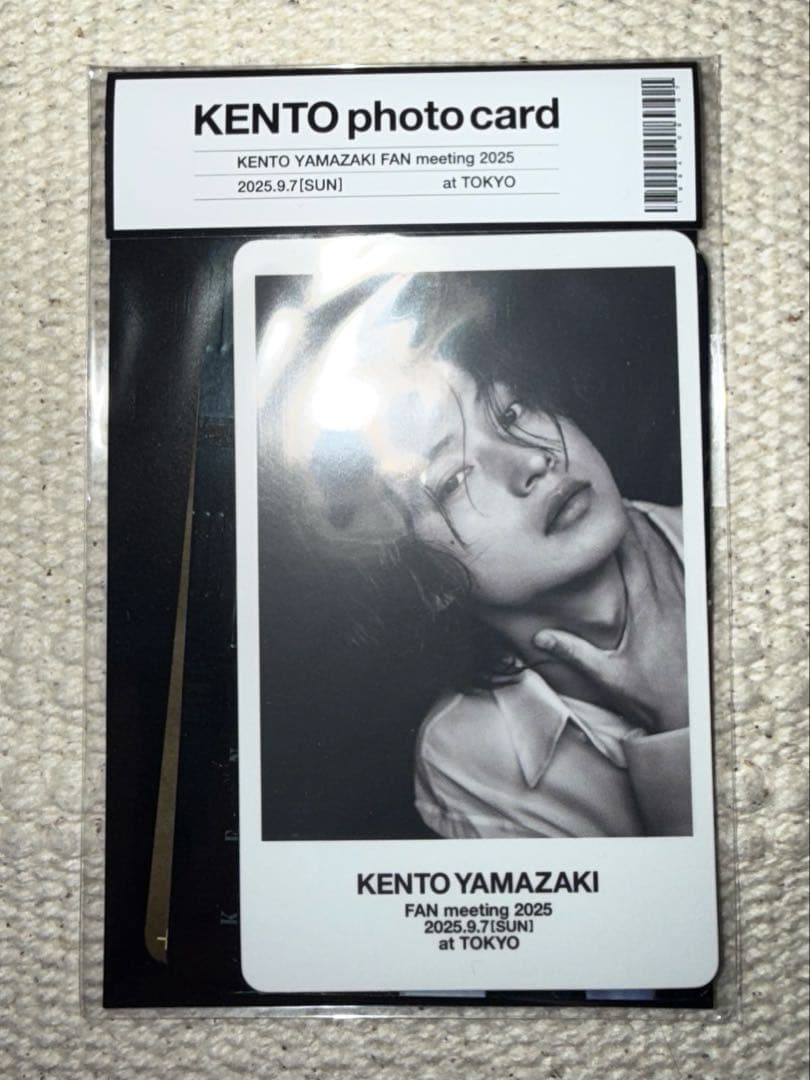 KENTO photo card
KENTO YAMAZAKI FAN meeting 2025
2025.9.7[SUN] at TOKYO
K E N
T
KENTO YAMAZAKI
FAN meeting 2025
2025.9.7[SUN]
at TOKYO